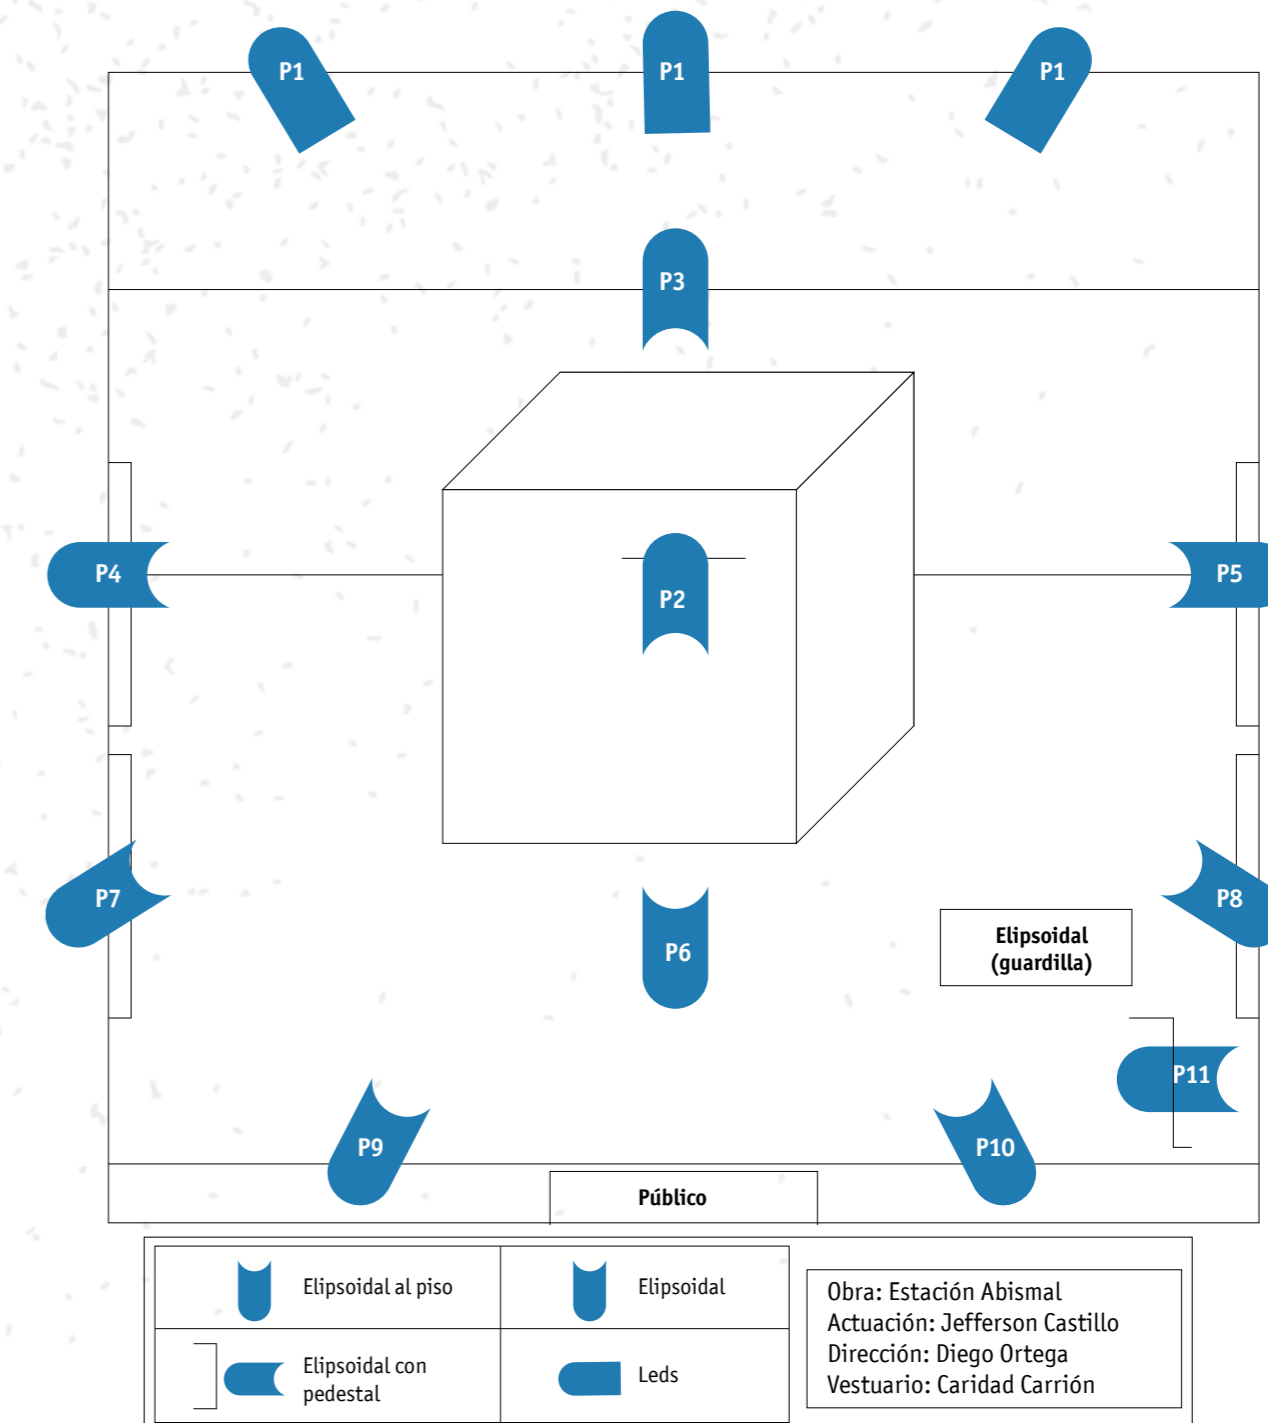 P1
P1
P1
P3
P4
P5
P2
P7
P8
Elipsoidal
(guardilla)
P6
P11
P9
P10
Público
Elipsoidal al piso
Elipsoidal
Elipsoidal con
pedestal
Leds
Obra: Estación Abismal
Actuación: Jefferson Castillo
Dirección: Diego Ortega
Vestuario: Caridad Carrión